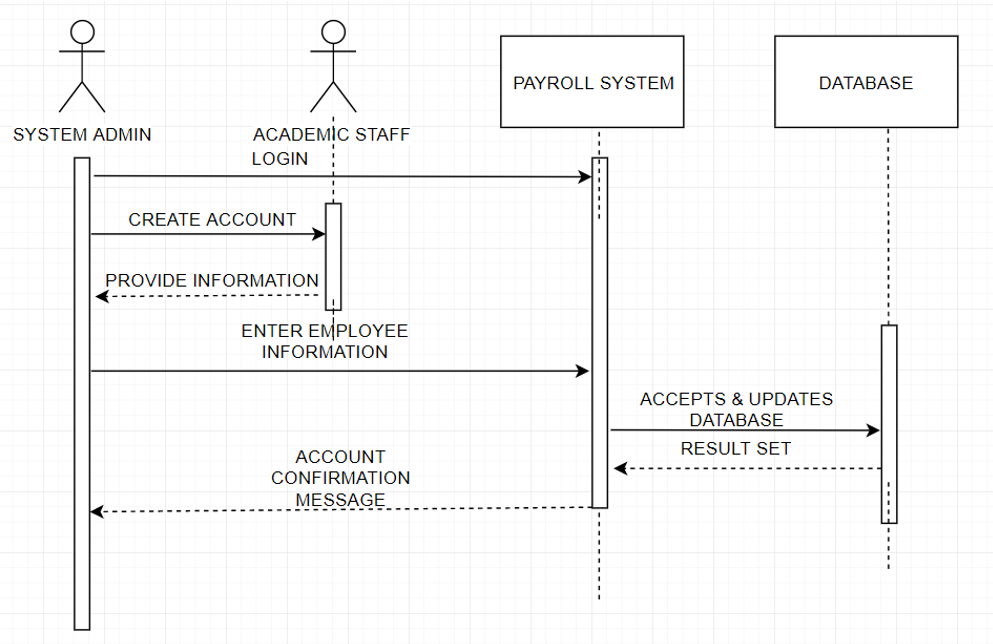 SYSTEM ADMIN
ACADEMIC STAFF
PAYROLL SYSTEM
DATABASE
LOGIN
CREATE ACCOUNT
PROVIDE INFORMATION
ENTER EMPLOYEE
INFORMATION
ACCEPTS & UPDATES
DATABASE
RESULT SET
ACCOUNT
CONFIRMATION
MESSAGE